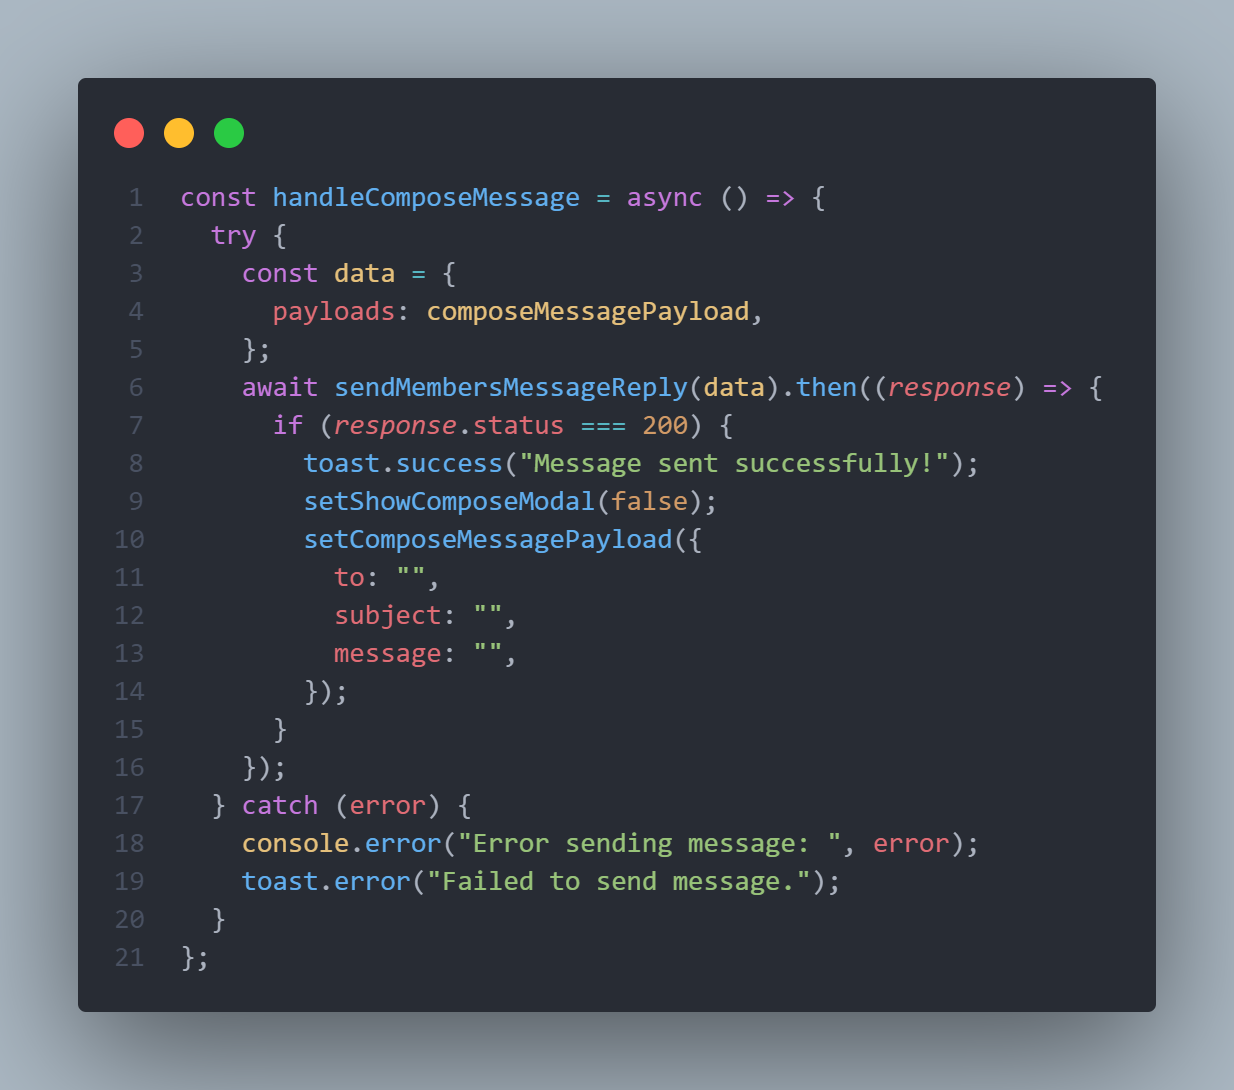 1 const handleComposeMessage = async () => {
2   try {
3     const data = {
4       payloads: composeMessagePayload,
5     };
6     await sendMembersMessageReply(data).then((response) => {
7       if (response.status === 200) {
8         toast.success("Message sent successfully!");
9         setShowComposeModal(false);
10         setComposeMessagePayload({
11           to: "",
12           subject: "",
13           message: "",
14         });
15       }
16     });
17   } catch (error) {
18     console.error("Error sending message: ", error);
19     toast.error("Failed to send message.");
20   }
21 };